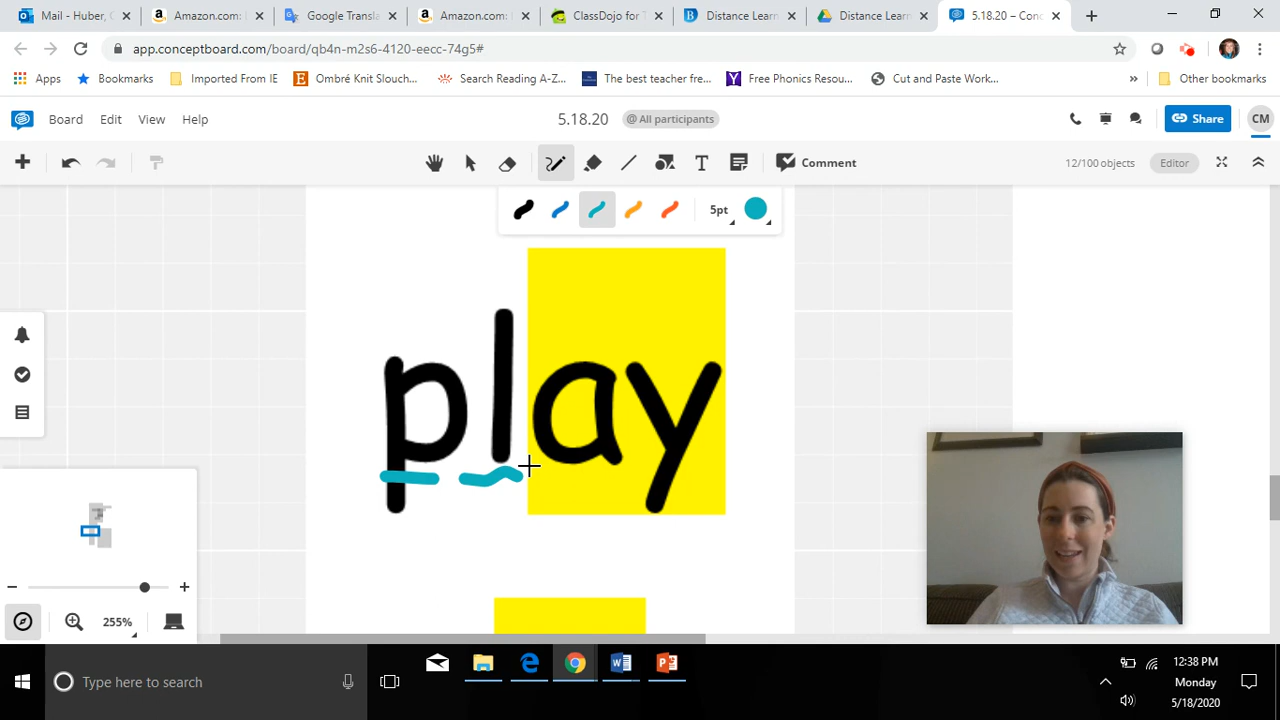 Mail - Huber, C
Amazon.com: 
Google Transla
Amazon.com: 
ClassDojo for T
Distance Learn
Distance Learn
5.18.20 – Conc
app.conceptboard.com/board/qb4n-m2s6-4120-eecc-74g5#
Apps
Bookmarks
Imported From IE
Ombré Knit Slouch...
Search Reading A-Z...
The best teacher fre...
Free Phonics Resou...
Cut and Paste Work...
»
Other bookmarks
Board
Edit
View
Help
5.18.20
@ All participants
Share
CM
Comment
12/100 objects
Editor
5pt
play
255%
Type here to search
12:38 PM
Monday
5/18/2020